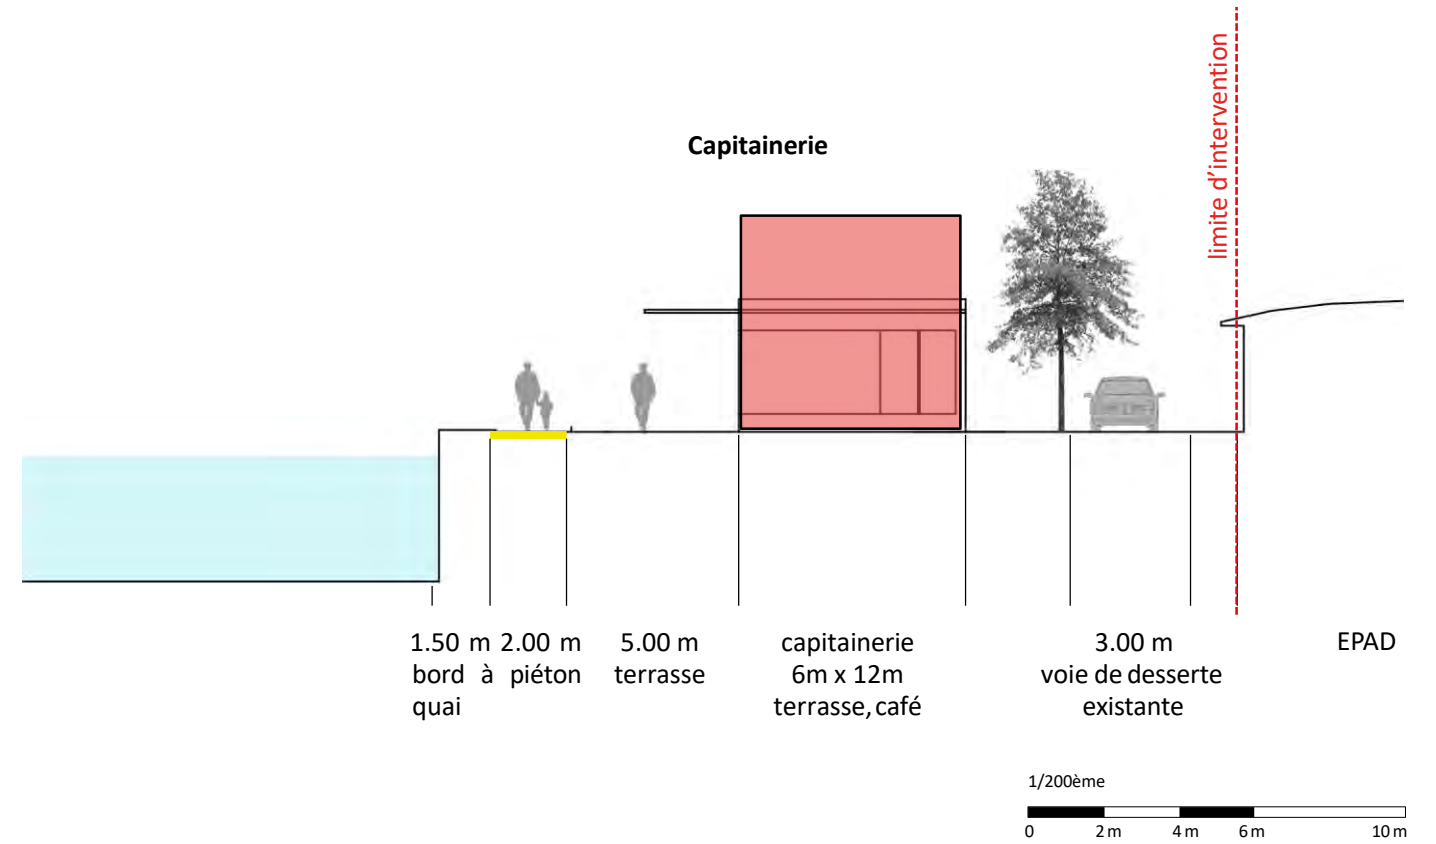 limite d’intervention
Capitainerie
1.50 m
bord à
quai
2.00 m
piéton
5.00 m
terrasse
capitainerie
6m x 12m
terrasse, café
3.00 m
voie de desserte
existante
EPAD
1/200ème
0 2 m 4 m 6 m 10 m